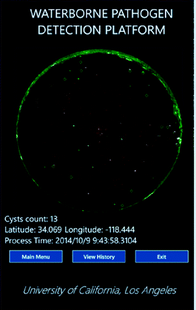 WATERBORNE PATHOGEN
DETECTION PLATFORM
Cysts count: 13
Latitude: 34.069 Longitude: -118.444
Process Time: 2014/10/9 9:43:58.3104
Main Menu
View History
Exit
University of California, Los Angeles